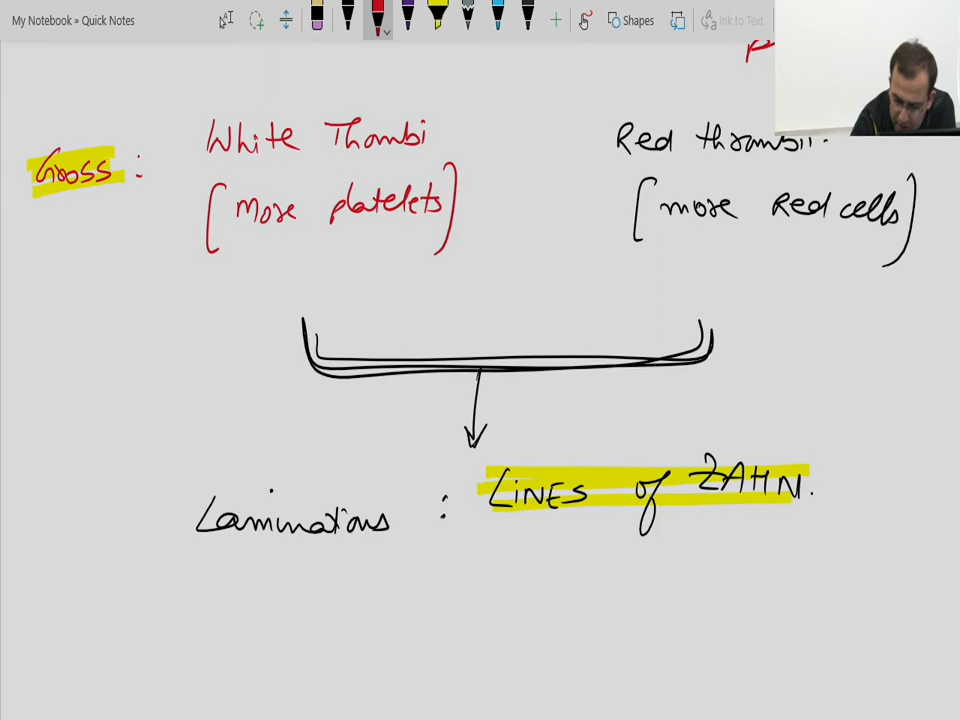 My Notebook » Quick Notes
Shapes
Ink to Text
White Thombi
Red thrombii.
Gross :
[more platelets]
[more Red cells]
Laminations : LINES of ZAHN.